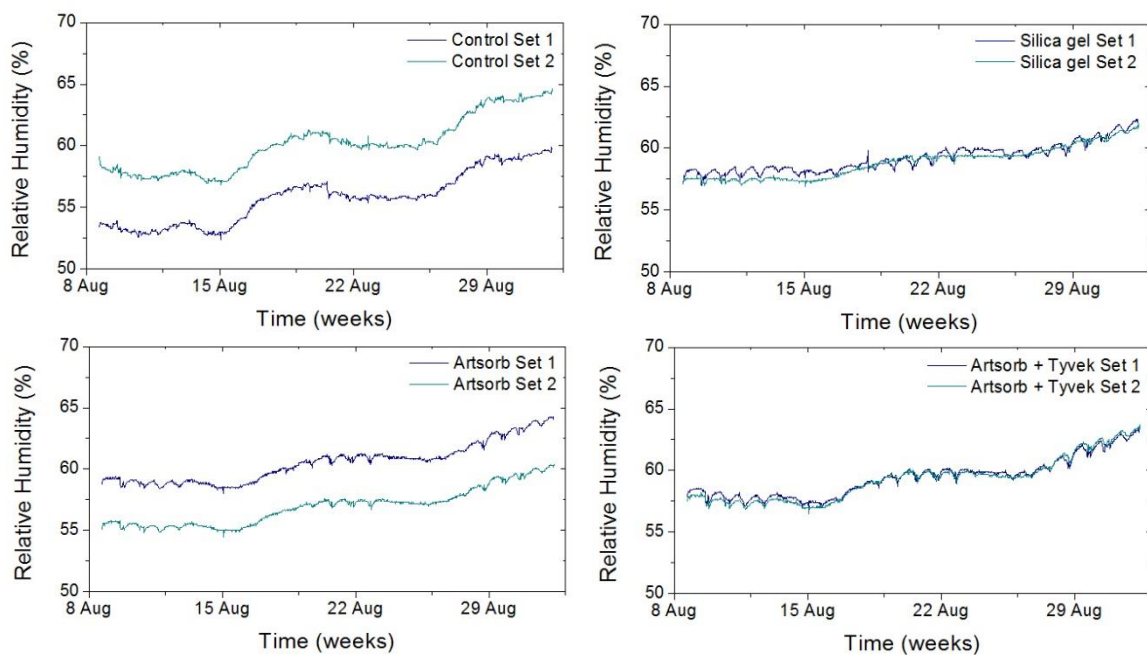 Relative Humidity (%)
70
65
60
55
50
Control Set 1
Control Set 2
8 Aug 15 Aug 22 Aug 29 Aug
Time (weeks)
Relative Humidity (%)
70
65
60
55
50
Silica gel Set 1
Silica gel Set 2
8 Aug 15 Aug 22 Aug 29 Aug
Time (weeks)
Relative Humidity (%)
70
65
60
55
50
Artsorb Set 1
Artsorb Set 2
8 Aug 15 Aug 22 Aug 29 Aug
Time (weeks)
Relative Humidity (%)
70
65
60
55
50
Artsorb + Tyvek Set 1
Artsorb + Tyvek Set 2
8 Aug 15 Aug 22 Aug 29 Aug
Time (weeks)